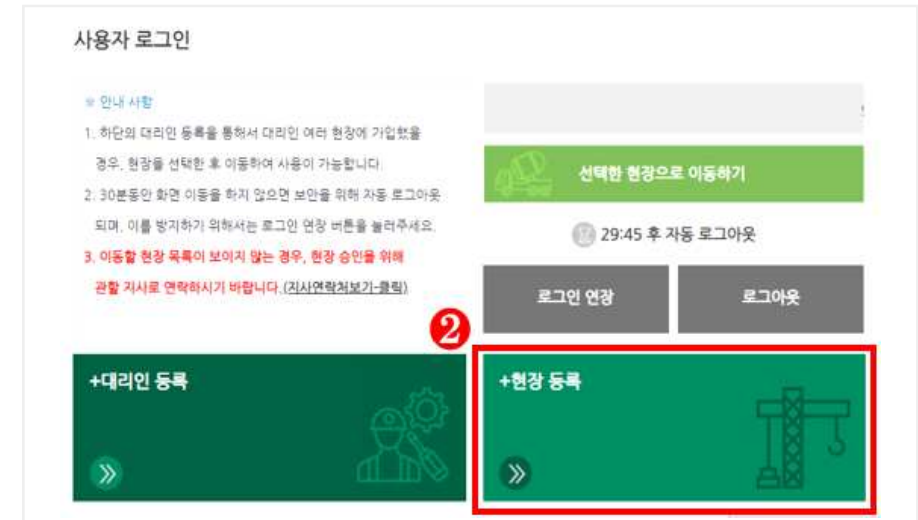 사용자 로그인
※ 안내 사항
1. 하단의 대리인 등록을 통해서 대리인 여러 현장에 가입했을
경우, 현장을 선택한 후 이동하여 사용이 가능합니다.
2. 30분동안 화면 이동을 하지 않으면 보안을 위해 자동 로그아웃
되며, 이를 방지하기 위해서는 로그인 연장 버튼을 눌러주세요.
3. 이동할 현장 목록이 보이지 않는 경우, 현장 승인을 위해
관할 지사로 연락하시기 바랍니다.(지사연락처보기-클릭)
선택한 현장으로 이동하기
29:45 후 자동 로그아웃
로그인 연장
로그아웃
2
+대리인 등록
+현장 등록